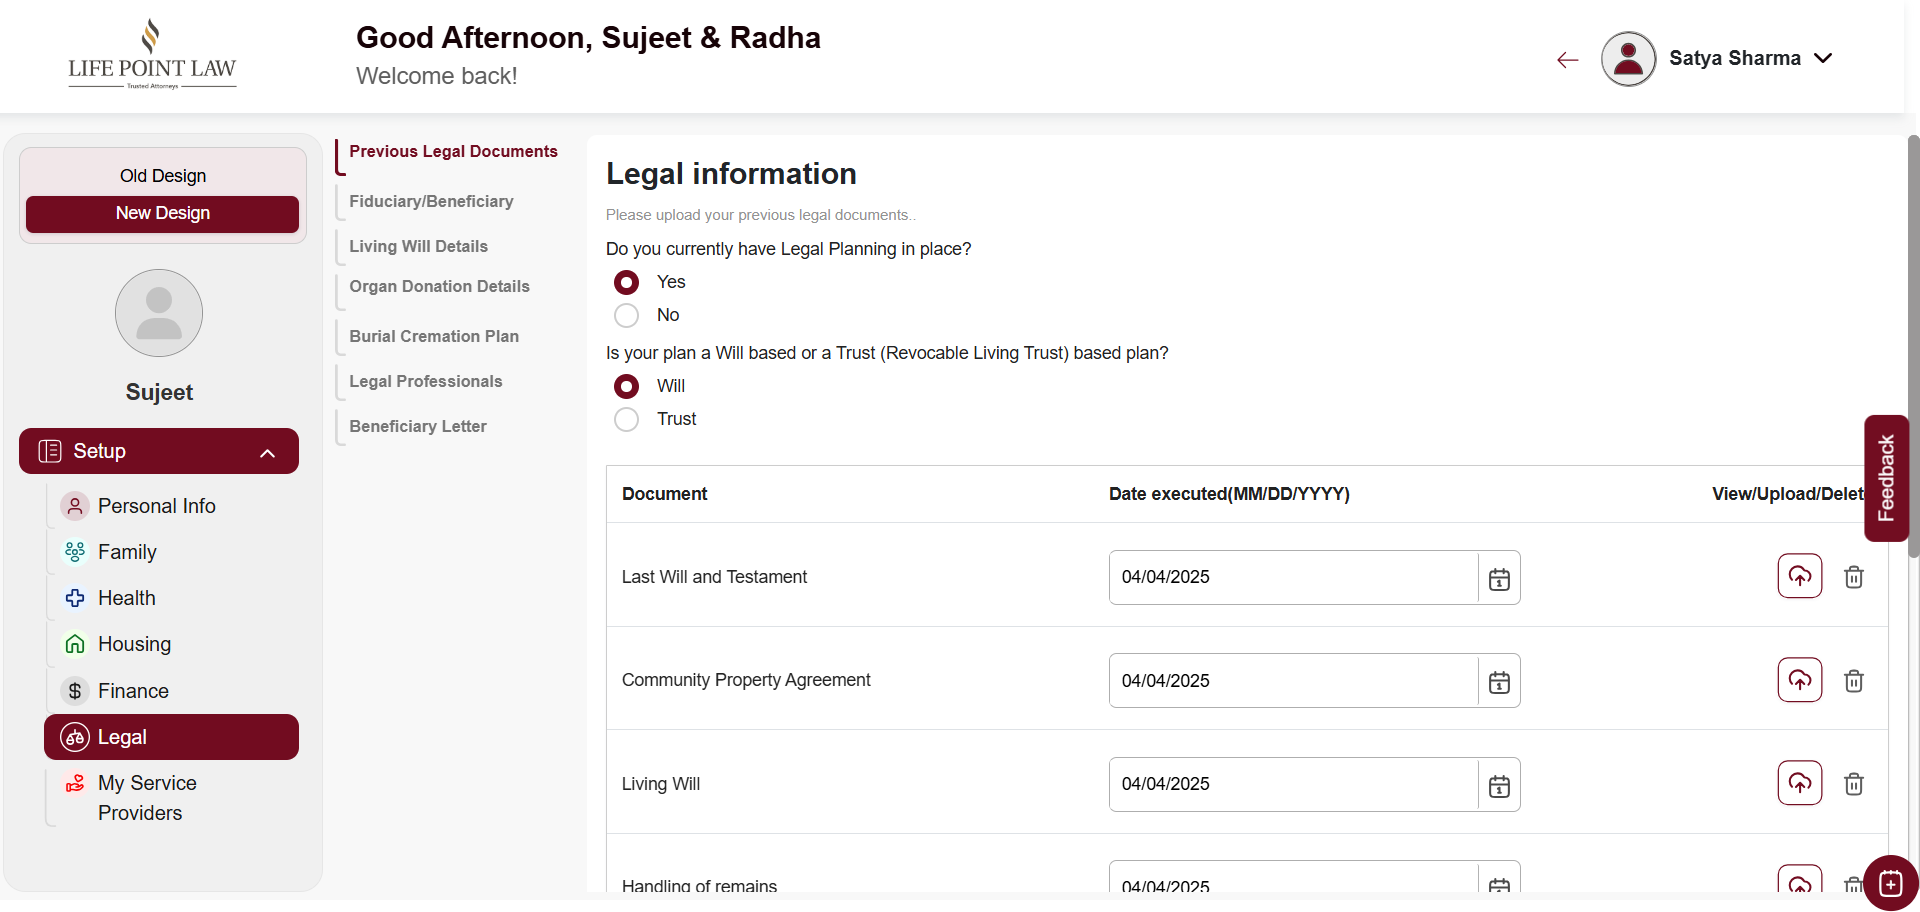 LIFE POINT LAW
Trusted Attorneys
Good Afternoon, Sujeet & Radha
Welcome back!
Satya Sharma
Old Design
New Design
Sujeet
Setup
Personal Info
Family
Health
Housing
Finance
Legal
My Service
Providers
Previous Legal Documents
Fiduciary/Beneficiary
Living Will Details
Organ Donation Details
Burial Cremation Plan
Legal Professionals
Beneficiary Letter
Legal information
Please upload your previous legal documents..
Do you currently have Legal Planning in place?
Yes
No
Is your plan a Will based or a Trust (Revocable Living Trust) based plan?
Will
Trust
Document Date executed(MM/DD/YYYY) View/Upload/Delet
Last Will and Testament 04/04/2025
Community Property Agreement 04/04/2025
Living Will 04/04/2025
Handling of remains 04/04/2025
Feedback